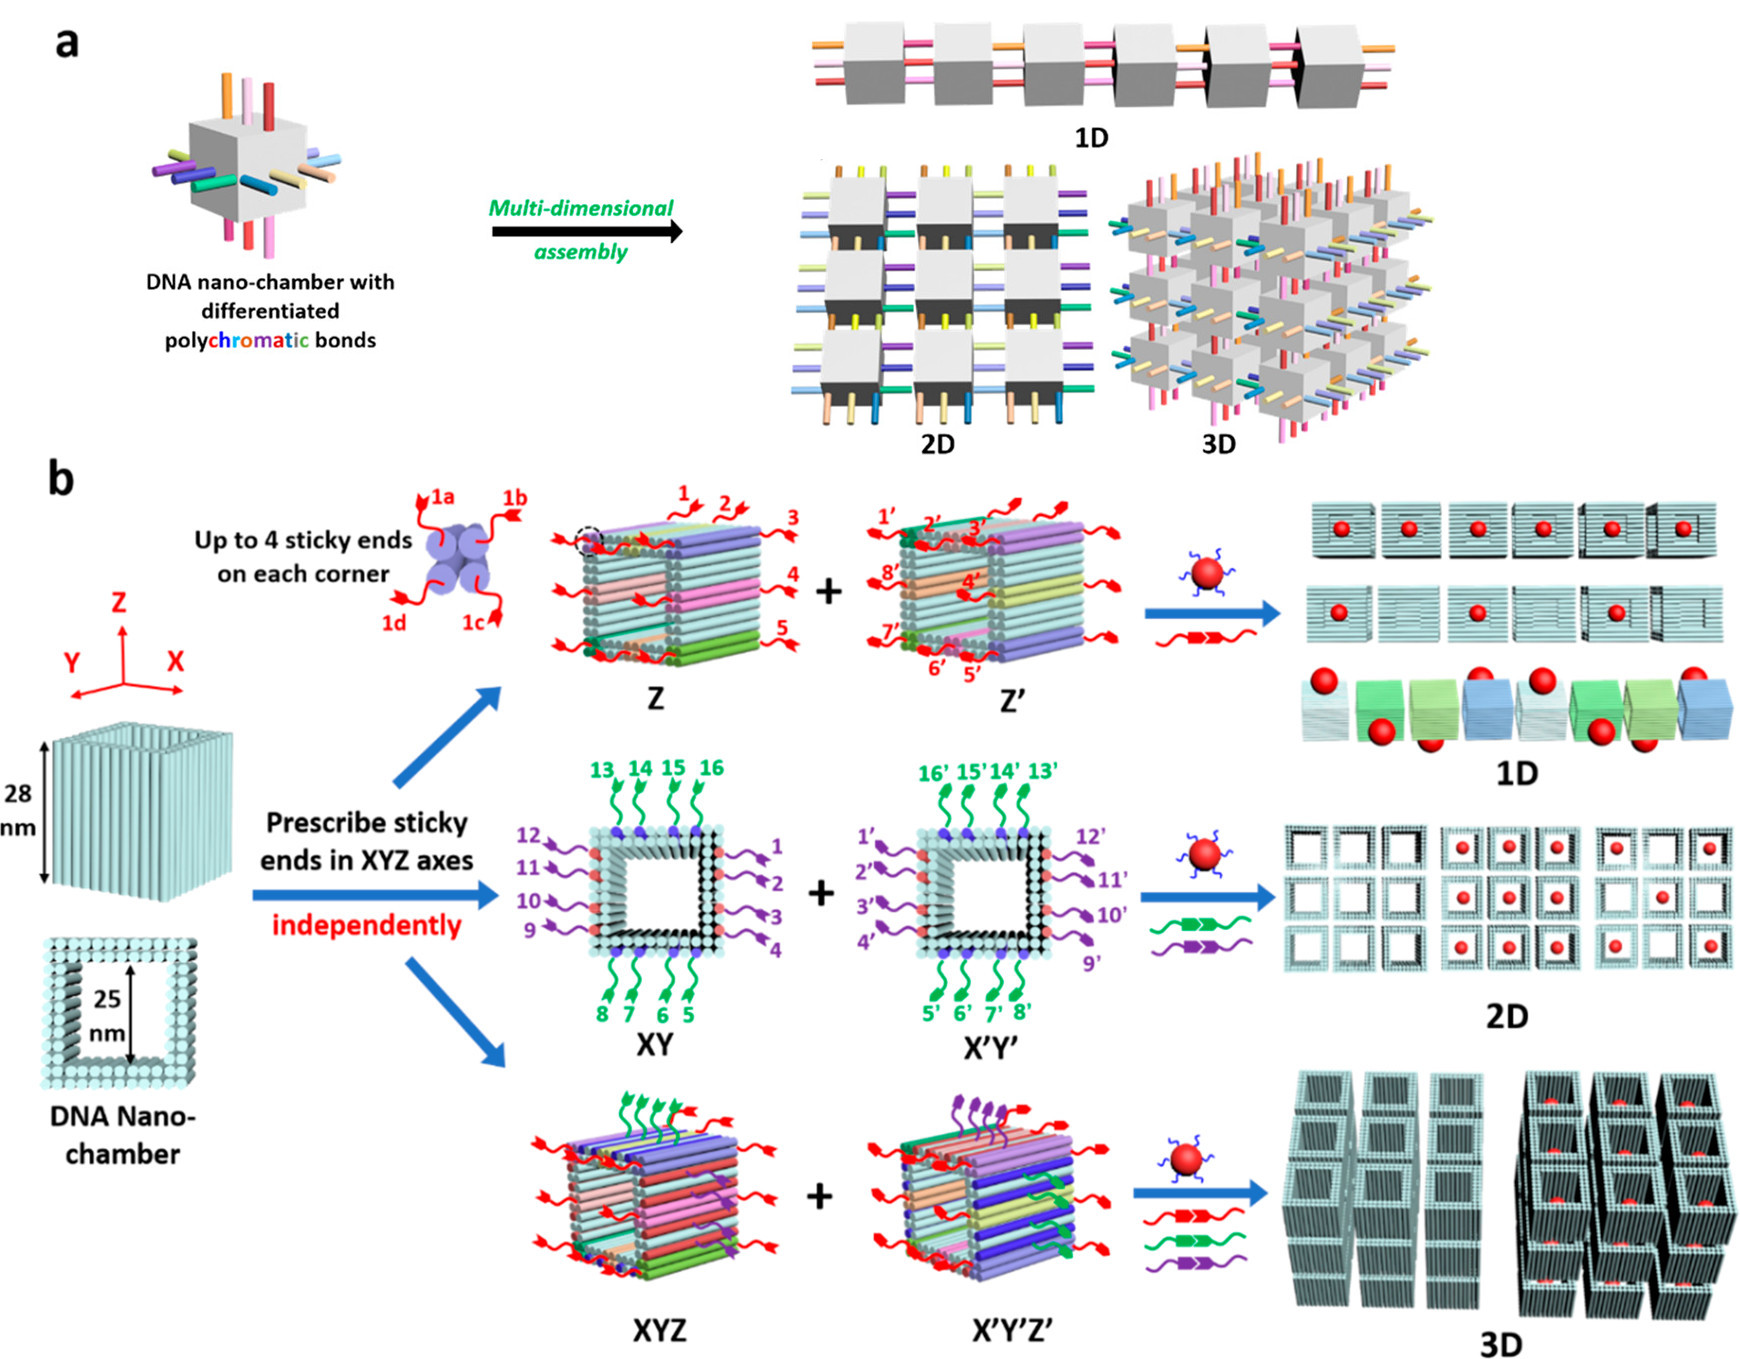 a
1D
Multi-dimensional
assembly
DNA nano-chamber with
differentiated
polychromatic bonds
2D
3D
b
1a
1b
Up to 4 sticky ends
on each corner
1d
1c
1
2
3
4
5
Z
1'
2'
3'
8'
4'
7'
6'
5'
Z'
1D
Z
Y
X
28
nm
25
nm
DNA Nano-
chamber
Prescribe sticky
ends in XYZ axes
independently
13 14 15 16
12
11
10
9
1
2
3
4
8 7 6 5
XY
16' 15' 14' 13'
1'
2'
3'
4'
12'
11'
10'
9'
5' 6' 7' 8'
X'Y'
2D
XYZ
X'Y'Z'
3D
+
+
+